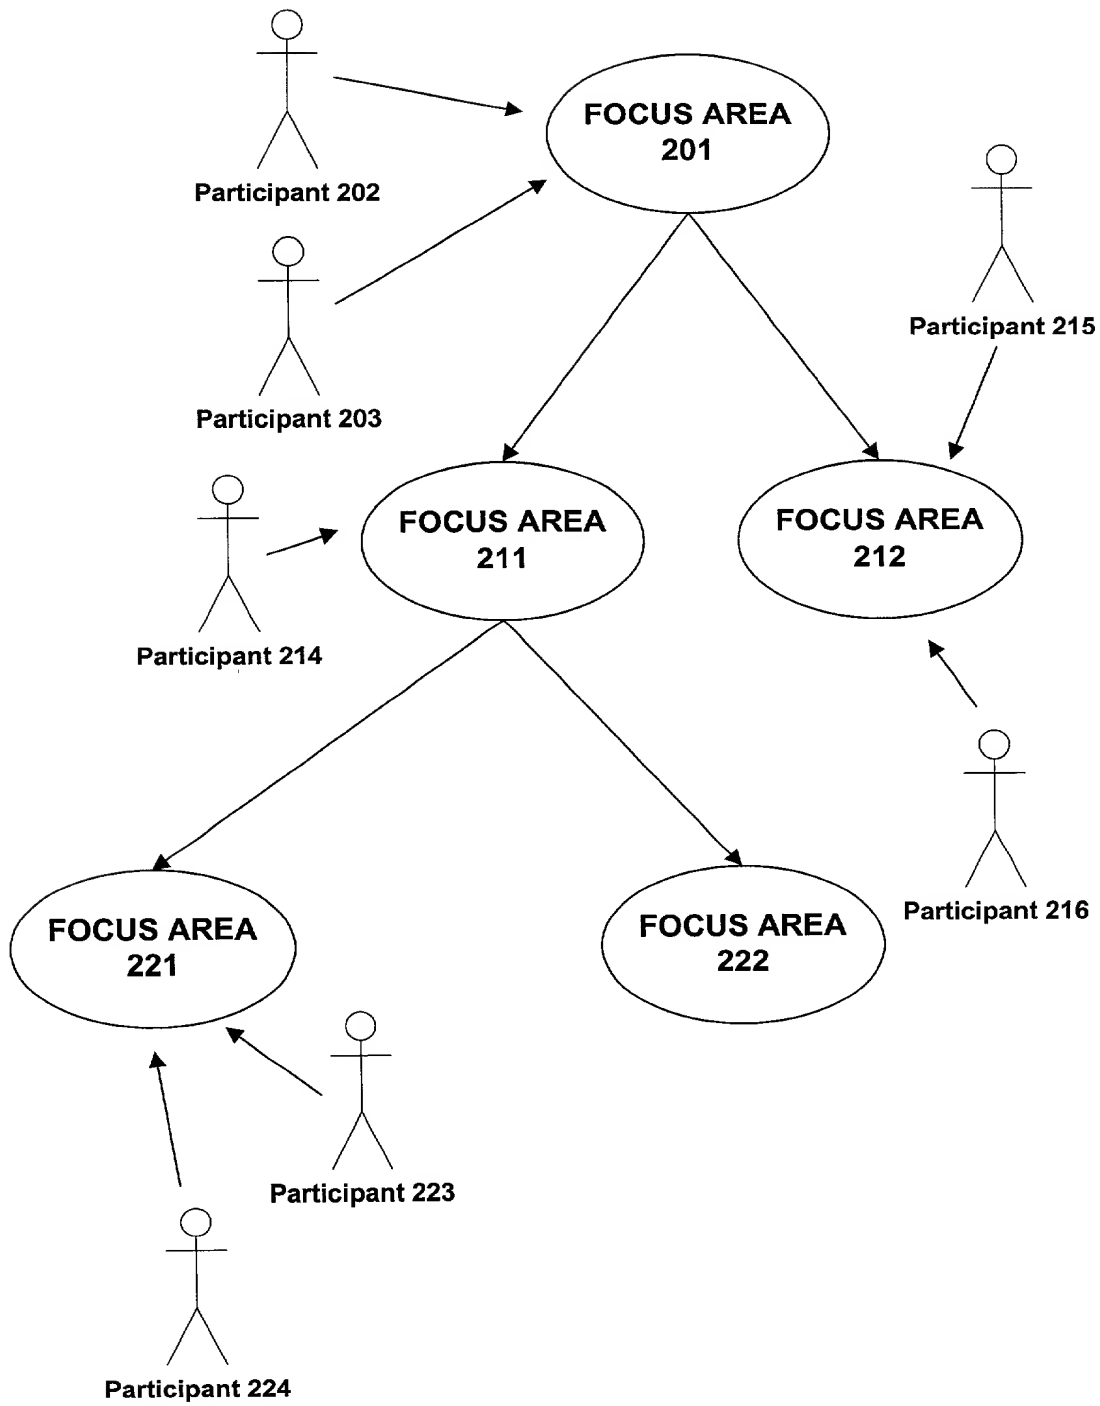 FOCUS AREA
201
Participant 202
Participant 215
Participant 203
FOCUS AREA
211
FOCUS AREA
212
Participant 214
Participant 216
FOCUS AREA
221
FOCUS AREA
222
Participant 223
Participant 224